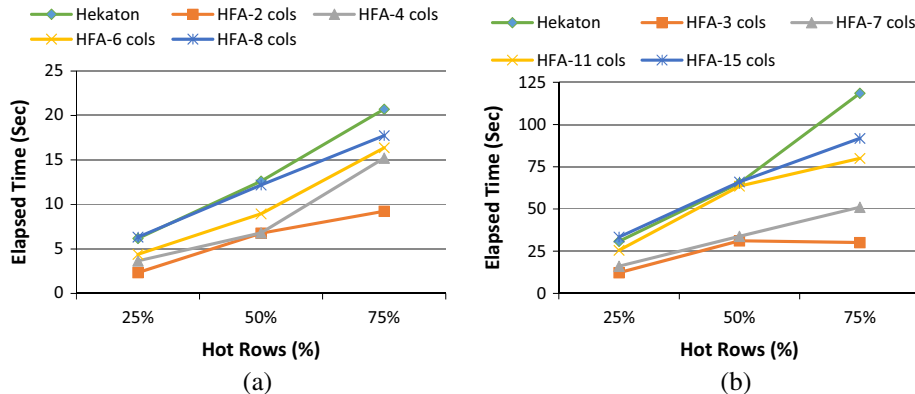 Hekaton HFA-2 cols HFA-4 cols
HFA-6 cols HFA-8 cols
Elapsed Time (Sec)
25
20
15
10
5
0
25% 50% 75%
Hot Rows (%)
(a)
Hekaton HFA-3 cols HFA-7 cols
HFA-11 cols HFA-15 cols
Elapsed Time (Sec)
125
100
75
50
25
0
25% 50% 75%
Hot Rows (%)
(b)